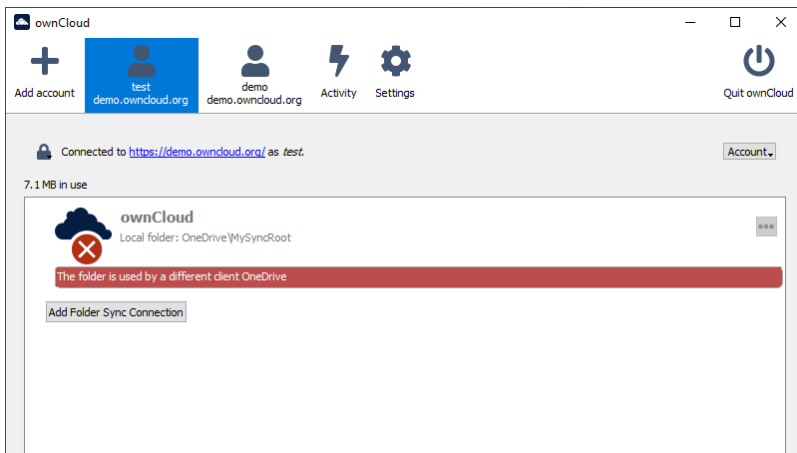 ownCloud
Add account
test
demo.owncloud.org
demo
demo.owncloud.org
Activity
Settings
Quit ownCloud
Connected to https://demo.owncloud.org/ as test.
Account
7.1 MB in use
ownCloud
Local folder: OneDrive\MySyncRoot
The folder is used by a different client OneDrive
Add Folder Sync Connection